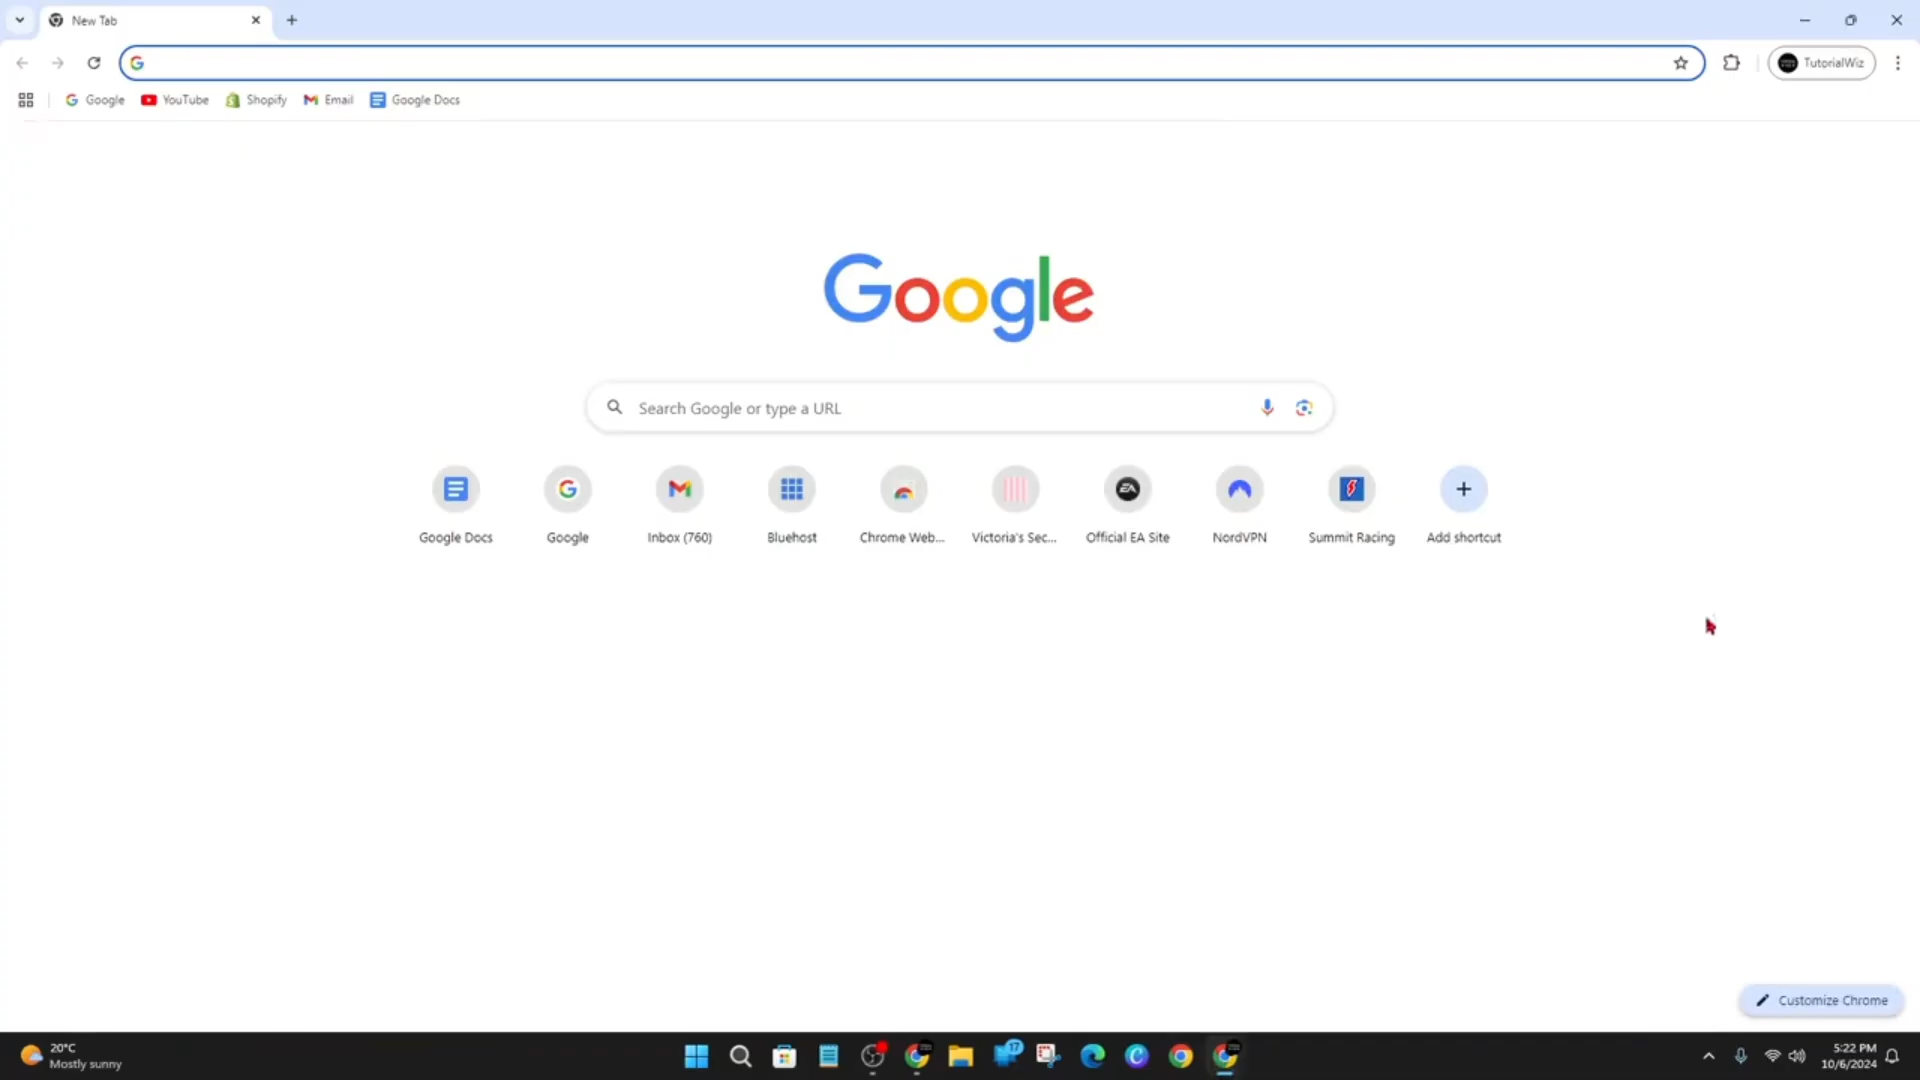 New Tab
TutorialWiz
Google
YouTube
Shopify
Email
Google Docs
Google
Search Google or type a URL
Google Docs
Google
Inbox (760)
Bluehost
Chrome Web...
Victoria's Sec...
Official EA Site
NordVPN
Summit Racing
Add shortcut
Customize Chrome
20°C
Mostly sunny
17
5:22 PM
10/6/2024